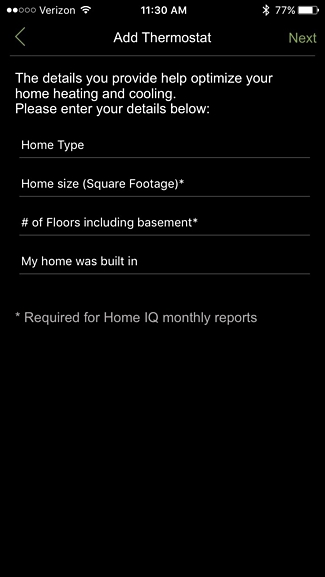 Verizon 11:30 AM 77%
Add Thermostat Next
The details you provide help optimize your
home heating and cooling.
Please enter your details below:
Home Type
Home size (Square Footage)*
# of Floors including basement*
My home was built in
* Required for Home IQ monthly reports